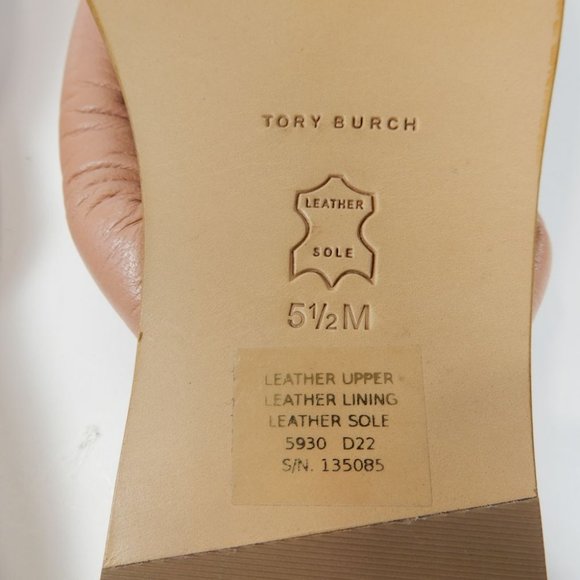 TORY BURCH
LEATHER
SOLE
5½M
LEATHER UPPER
LEATHER LINING
LEATHER SOLE
5930 D22
S/N. 135085